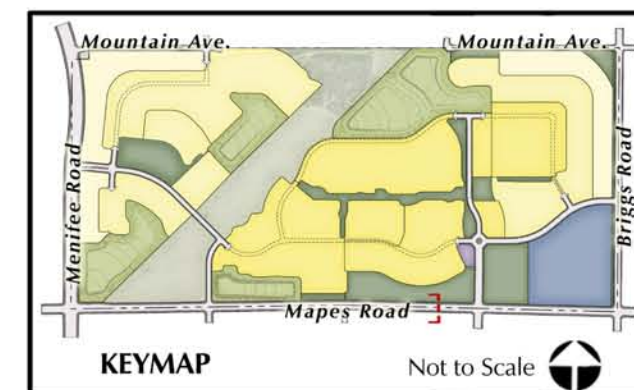 Mountain Ave.
Mountain Ave.
Menifee Road
Briggs Road
Mapes Road
KEYMAP
Not to Scale